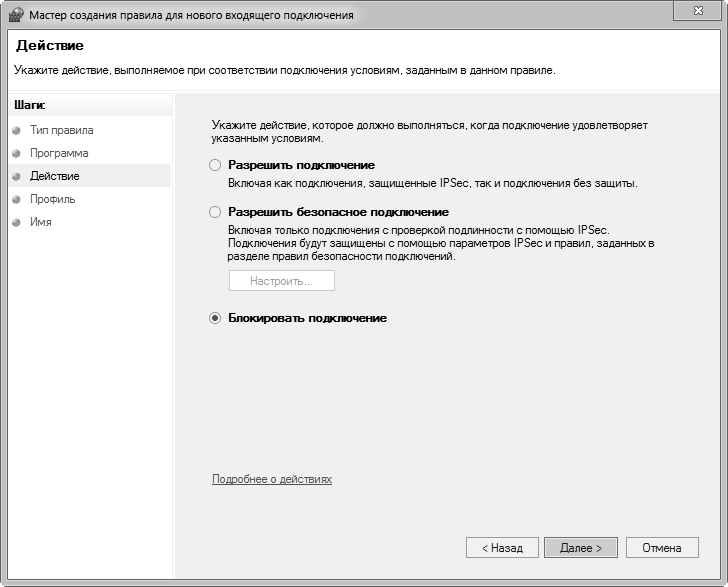 Мастер создания правила для нового входящего подключения
Действие
Укажите действие, выполняемое при соответствии подключения условиям, заданным в данном правиле.
Шаги:
Тип правила
Программа
Действие
Профиль
Имя
Укажите действие, которое должно выполняться, когда подключение удовлетворяет
указанным условиям.
Разрешить подключение
Включая как подключения, защищенные IPSec, так и подключения без защиты.
Разрешить безопасное подключение
Включая только подключения с проверкой подлинности с помощью IPSec.
Подключения будут защищены с помощью параметров IPSec и правил, заданных в
разделе правил безопасности подключений.
Настроить...
Блокировать подключение
Подробнее о действиях
< Назад
Далее >
Отмена